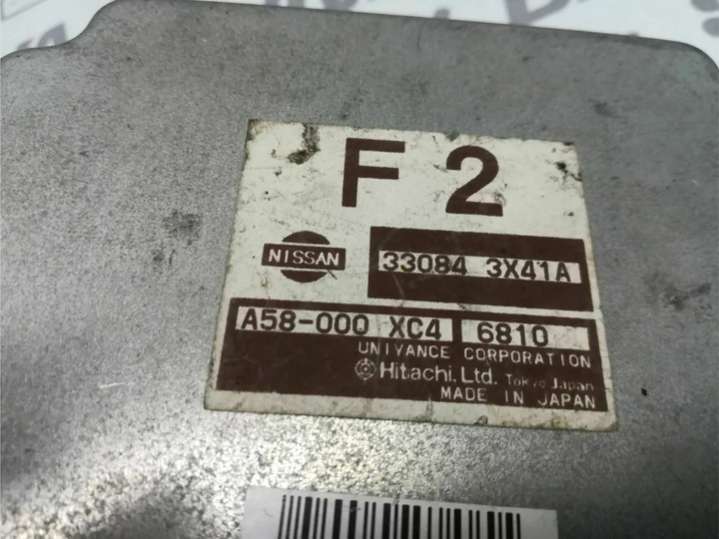 F 2
NISSAN
33084 3X41A
A58-000 XC4 6810
UNIVANCE CORPORATION
Hitachi, Ltd. Tokyo Japan
MADE IN JAPAN